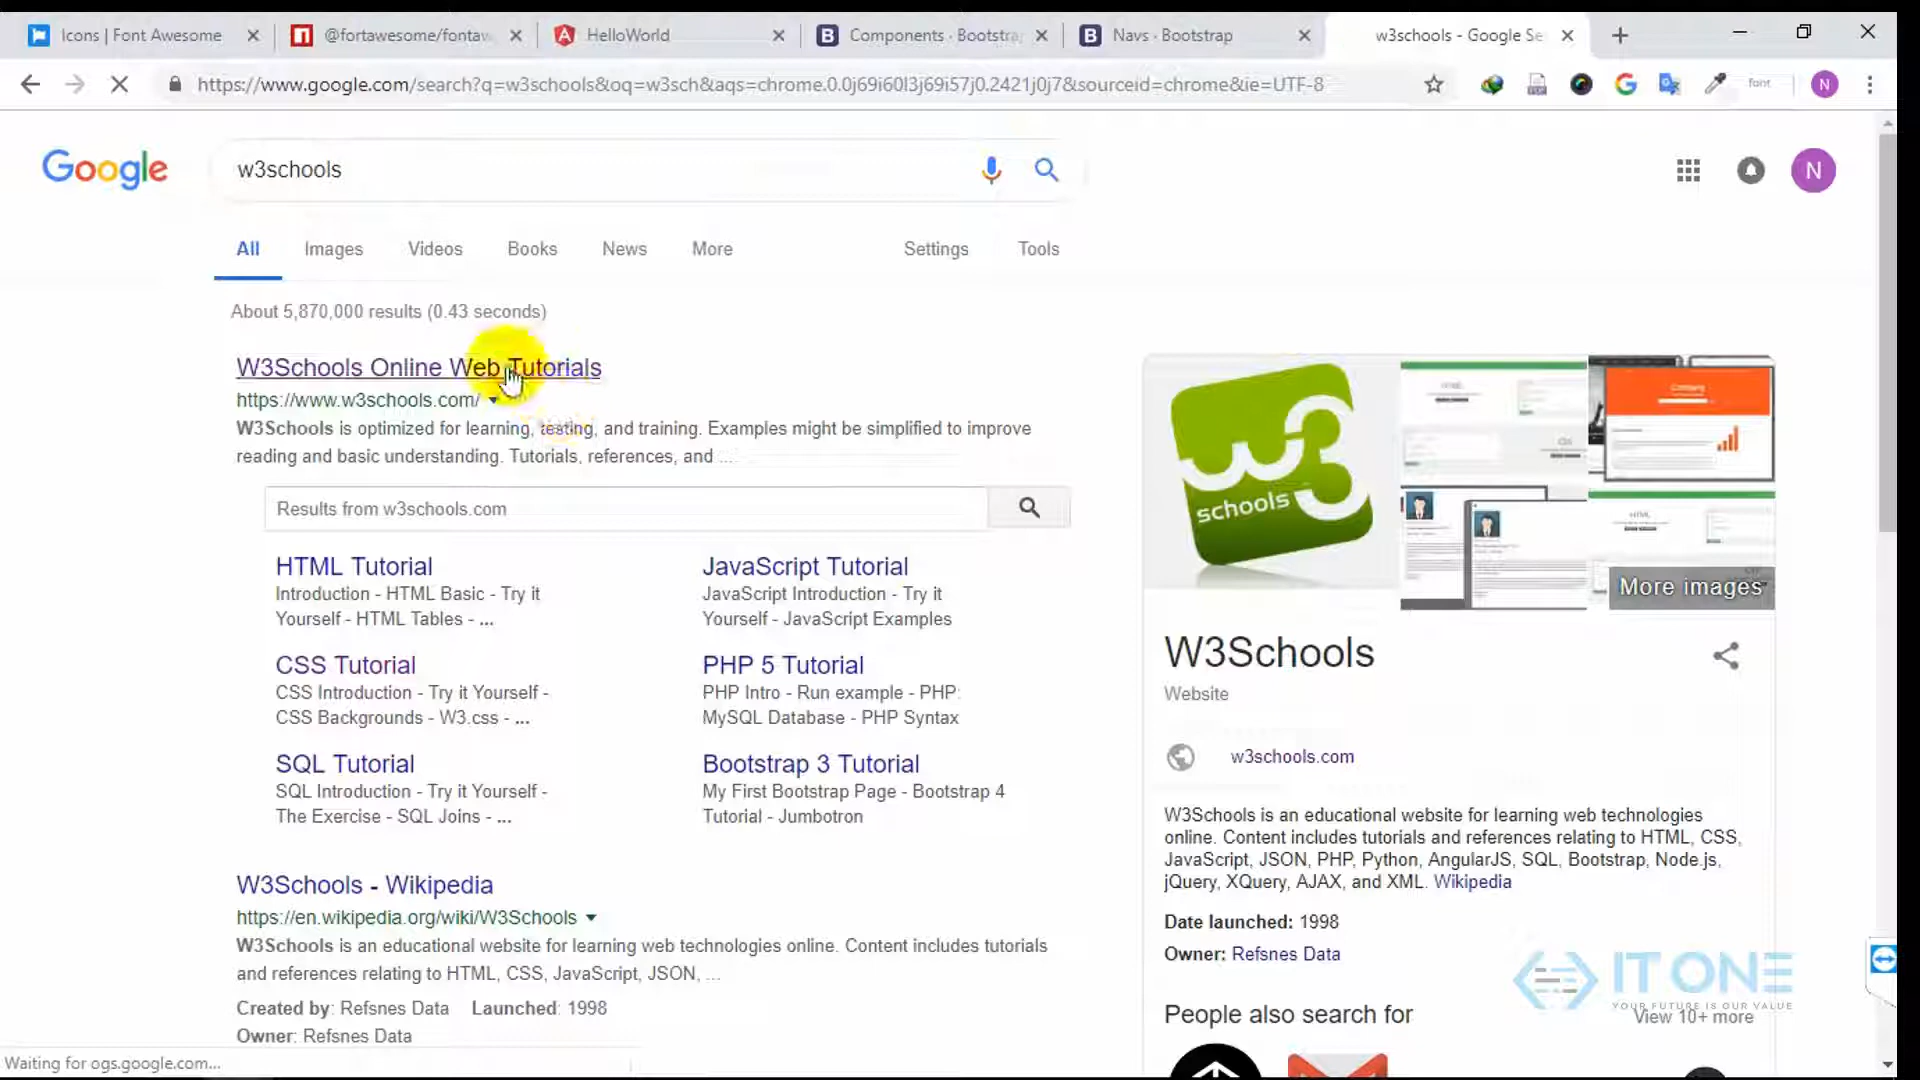 Icons | Font Awesome
@fortawesome/fontaw
HelloWorld
Components · Bootstra
Navs · Bootstrap
w3schools - Google Se
https://www.google.com/search?q=w3schools&oq=w3sch&aqs=chrome.0.0j69i60l3j69i57j0.2421j0j7&sourceid=chrome&ie=UTF-8
font
N
Google
w3schools
N
All Images Videos Books News More Settings Tools
About 5,870,000 results (0.43 seconds)
W3Schools Online Web Tutorials
https://www.w3schools.com/
W3Schools is optimized for learning, testing, and training. Examples might be simplified to improve
reading and basic understanding. Tutorials, references, and ...
Results from w3schools.com
HTML Tutorial
Introduction - HTML Basic - Try it
Yourself - HTML Tables - ...
JavaScript Tutorial
JavaScript Introduction - Try it
Yourself - JavaScript Examples
CSS Tutorial
CSS Introduction - Try it Yourself -
CSS Backgrounds - W3.css - ...
PHP 5 Tutorial
PHP Intro - Run example - PHP:
MySQL Database - PHP Syntax
SQL Tutorial
SQL Introduction - Try it Yourself -
The Exercise - SQL Joins - ...
Bootstrap 3 Tutorial
My First Bootstrap Page - Bootstrap 4
Tutorial - Jumbotron
W3Schools - Wikipedia
https://en.wikipedia.org/wiki/W3Schools
W3Schools is an educational website for learning web technologies online. Content includes tutorials
and references relating to HTML, CSS, JavaScript, JSON, ...
Created by: Refsnes Data Launched: 1998
Owner: Refsnes Data
w3
schools
More images
W3Schools
Website
w3schools.com
W3Schools is an educational website for learning web technologies
online. Content includes tutorials and references relating to HTML, CSS,
JavaScript, JSON, PHP, Python, AngularJS, SQL, Bootstrap, Node.js,
jQuery, XQuery, AJAX, and XML. Wikipedia
Date launched: 1998
Owner: Refsnes Data
IT ONE
YOUR FUTURE IS OUR VALUE
People also search for
View 10+ more
Waiting for ogs.google.com...